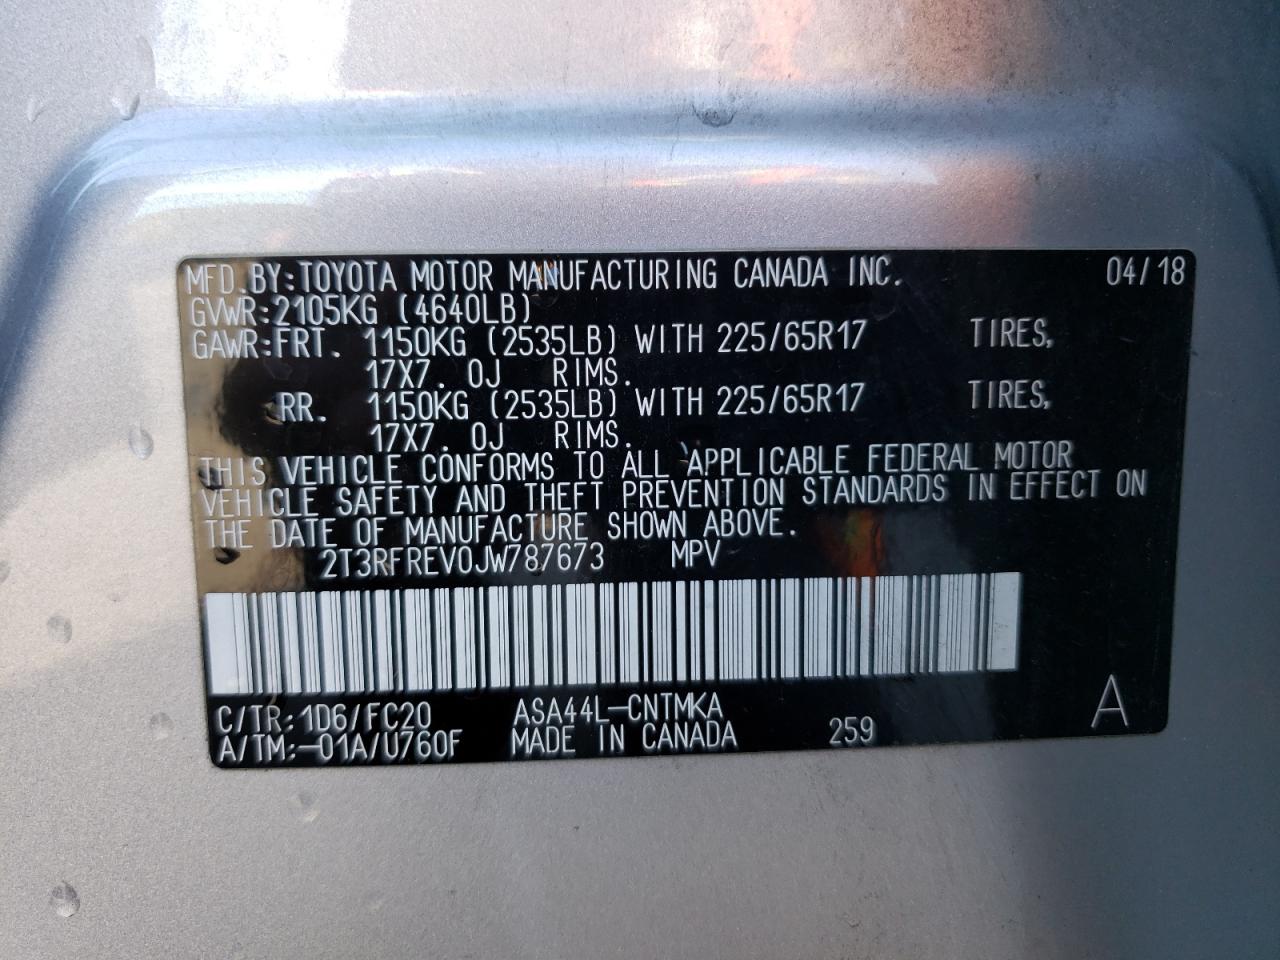 MFD.BY:TOYOTA MOTOR MANUFACTURING CANADA INC. 04/18
GVWR:2105KG (4640LB)
GAWR:FRT. 1150KG (2535LB) WITH 225/65R17 TIRES,
17X7. 0J RIMS.
RR. 1150KG (2535LB) WITH 225/65R17 TIRES,
17X7. 0J RIMS.
THIS VEHICLE CONFORMS TO ALL APPLICABLE FEDERAL MOTOR
VEHICLE SAFETY AND THEFT PREVENTION STANDARDS IN EFFECT ON
THE DATE OF MANUFACTURE SHOWN ABOVE.
2T3RFREV0JW787673 MPV
C/TR:1D6/FC20 ASA44L-CNTMKA A
A/TM:-01A/U760F MADE IN CANADA 259